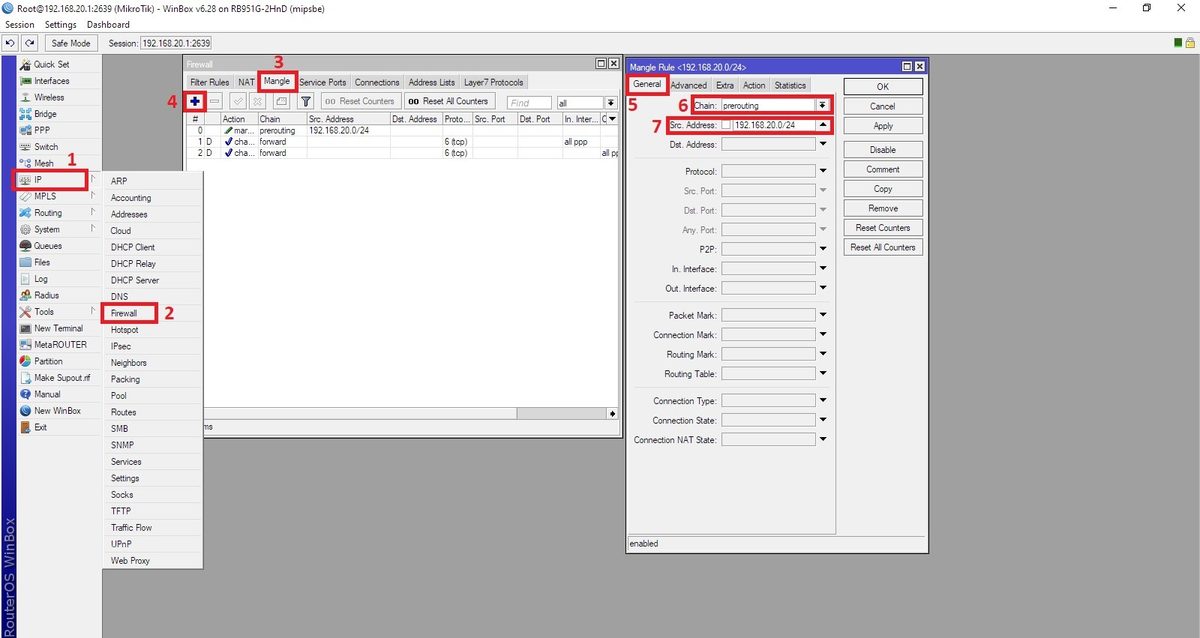 Root@192.168.20.1:2639 (MikroTik) - WinBox v6.28 on RB951G-2HnD (mipsbe)
Session Settings Dashboard
Safe Mode Session: 192.168.20.1:2639
Quick Set
Interfaces
Wireless
Bridge
PPP
Switch
Mesh
1
IP
MPLS
Routing
System
Queues
Files
Log
Radius
Tools
New Terminal
MetaROUTER
Partition
Make Supout.rif
Manual
New WinBox
Exit
RouterOS WinBox
ARP
Accounting
Addresses
Cloud
DHCP Client
DHCP Relay
DHCP Server
DNS
Firewall 2
Hotspot
IPsec
Neighbors
Packing
Pool
Routes
SMB
SNMP
Services
Settings
Socks
TFTP
Traffic Flow
UPnP
Web Proxy
Firewall 3
Filter Rules NAT Mangle Service Ports Connections Address Lists Layer7 Protocols
4 00 Reset Counters 00 Reset All Counters Find all
# Action Chain Src. Address Dst. Address Proto... Src. Port Dst. Port In. Inter...
0 mar... prerouting 192.168.20.0/24
1 D cha... forward 6 (tcp) all ppp
2 D cha... forward 6 (tcp) all pp
ms
Mangle Rule <192.168.20.0/24>
General Advanced Extra Action Statistics
5 6 Chain: prerouting
7 Src. Address: 192.168.20.0/24
Dst. Address:
Protocol:
Src. Port:
Dst. Port:
Any. Port:
P2P:
In. Interface:
Out. Interface:
Packet Mark:
Connection Mark:
Routing Mark:
Routing Table:
Connection Type:
Connection State:
Connection NAT State:
OK
Cancel
Apply
Disable
Comment
Copy
Remove
Reset Counters
Reset All Counters
enabled